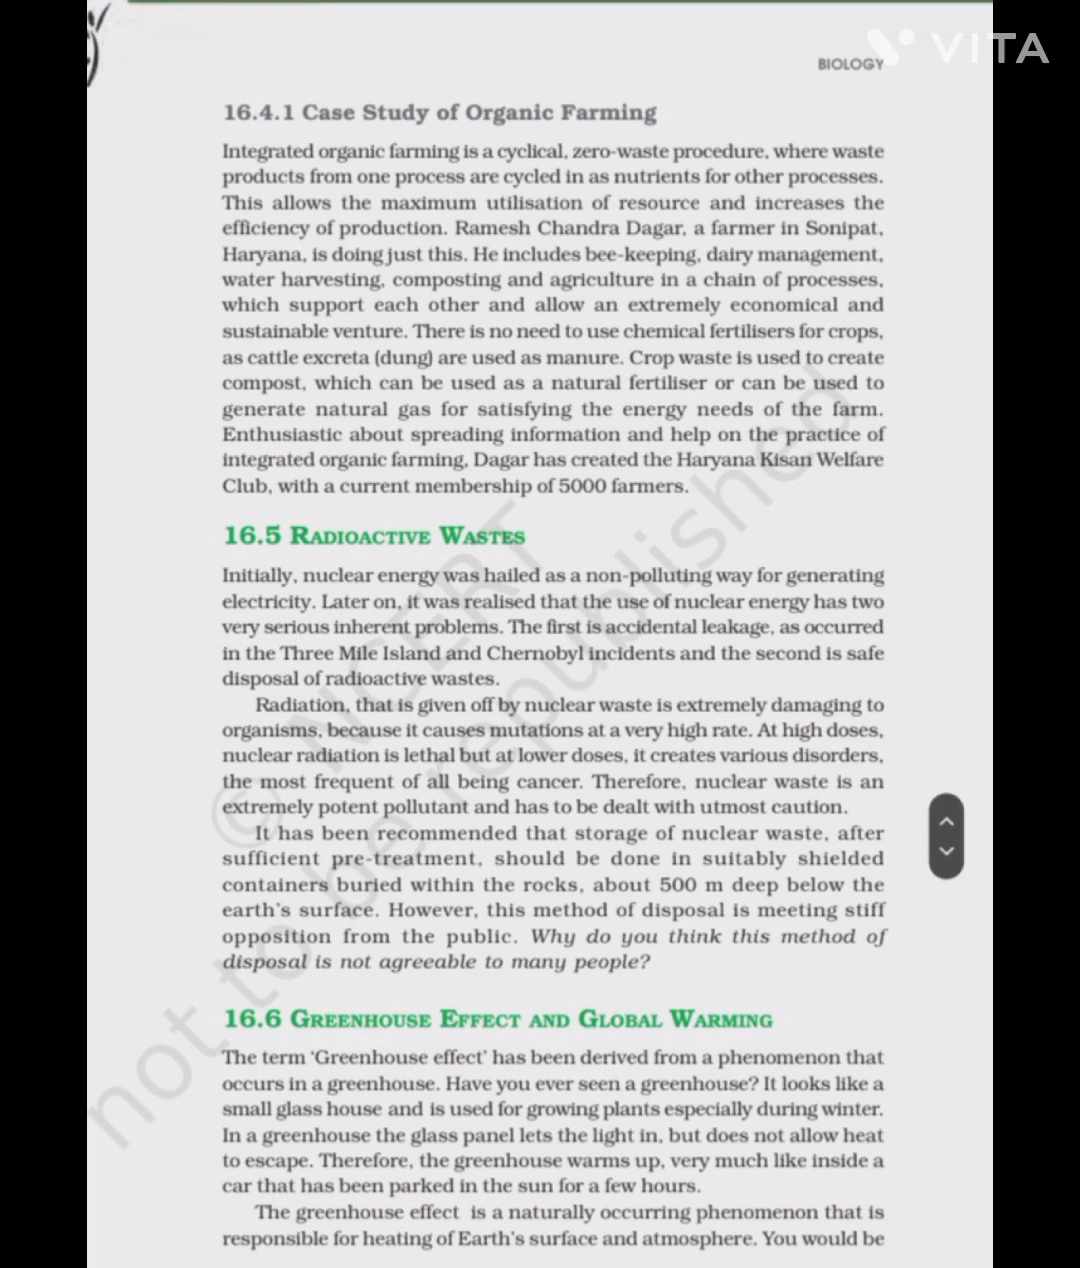 VITA
BIOLOGY
16.4.1 Case Study of Organic Farming
Integrated organic farming is a cyclical, zero-waste procedure, where waste
products from one process are cycled in as nutrients for other processes.
This allows the maximum utilisation of resource and increases the
efficiency of production. Ramesh Chandra Dagar, a farmer in Sonipat,
Haryana, is doing just this. He includes bee-keeping, dairy management,
water harvesting, composting and agriculture in a chain of processes,
which support each other and allow an extremely economical and
sustainable venture. There is no need to use chemical fertilisers for crops,
as cattle excreta (dung) are used as manure. Crop waste is used to create
compost, which can be used as a natural fertiliser or can be used to
generate natural gas for satisfying the energy needs of the farm.
Enthusiastic about spreading information and help on the practice of
integrated organic farming, Dagar has created the Haryana Kisan Welfare
Club, with a current membership of 5000 farmers.
16.5 RADIOACTIVE WASTES
Initially, nuclear energy was hailed as a non-polluting way for generating
electricity. Later on, it was realised that the use of nuclear energy has two
very serious inherent problems. The first is accidental leakage, as occurred
in the Three Mile Island and Chernobyl incidents and the second is safe
disposal of radioactive wastes.
Radiation, that is given off by nuclear waste is extremely damaging to
organisms, because it causes mutations at a very high rate. At high doses,
nuclear radiation is lethal but at lower doses, it creates various disorders,
the most frequent of all being cancer. Therefore, nuclear waste is an
extremely potent pollutant and has to be dealt with utmost caution.
It has been recommended that storage of nuclear waste, after
sufficient pre-treatment, should be done in suitably shielded
containers buried within the rocks, about 500 m deep below the
earth's surface. However, this method of disposal is meeting stiff
opposition from the public. Why do you think this method of
disposal is not agreeable to many people?
16.6 GREENHOUSE EFFECT AND GLOBAL WARMING
The term 'Greenhouse effect' has been derived from a phenomenon that
occurs in a greenhouse. Have you ever seen a greenhouse? It looks like a
small glass house and is used for growing plants especially during winter.
In a greenhouse the glass panel lets the light in, but does not allow heat
to escape. Therefore, the greenhouse warms up, very much like inside a
car that has been parked in the sun for a few hours.
The greenhouse effect is a naturally occurring phenomenon that is
responsible for heating of Earth's surface and atmosphere. You would be
© NCERT
not to be republished